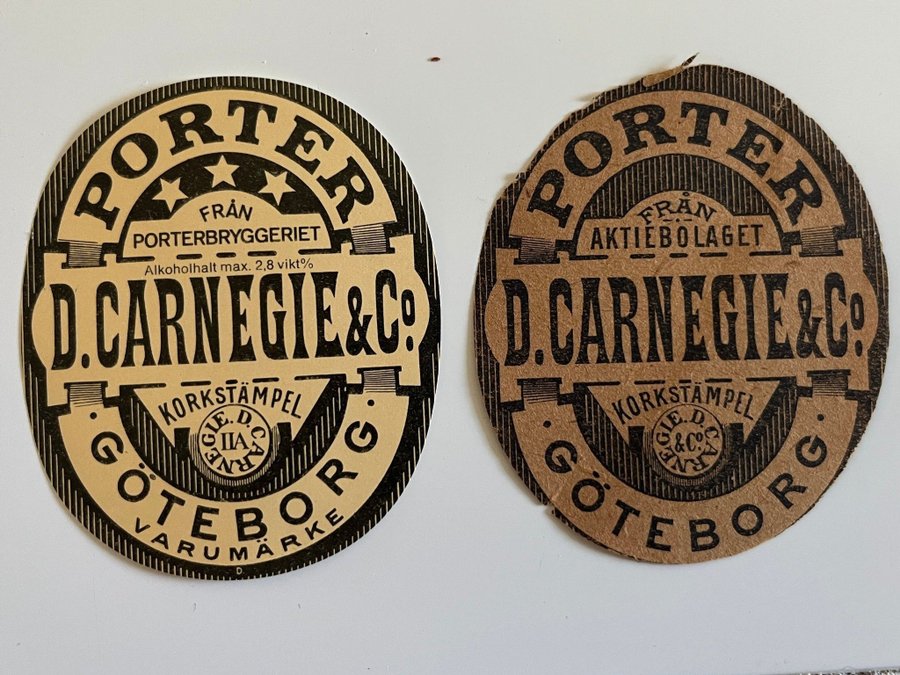 PORTER
FRÅN
PORTERBRYGGERIET
Alkoholhalt max. 2,8 vikt%
D. CARNEGIE & Co
KORKSTÄMPEL
D. CARNEGIE.
IIA
· GÖTEBORG ·
VARUMÄRKE
D.
PORTER
FRÅN
AKTIEBOLAGET
D. CARNEGIE & Co.
KORKSTÄMPEL
D. CARNEGIE.
& Co.
· GÖTEBORG ·